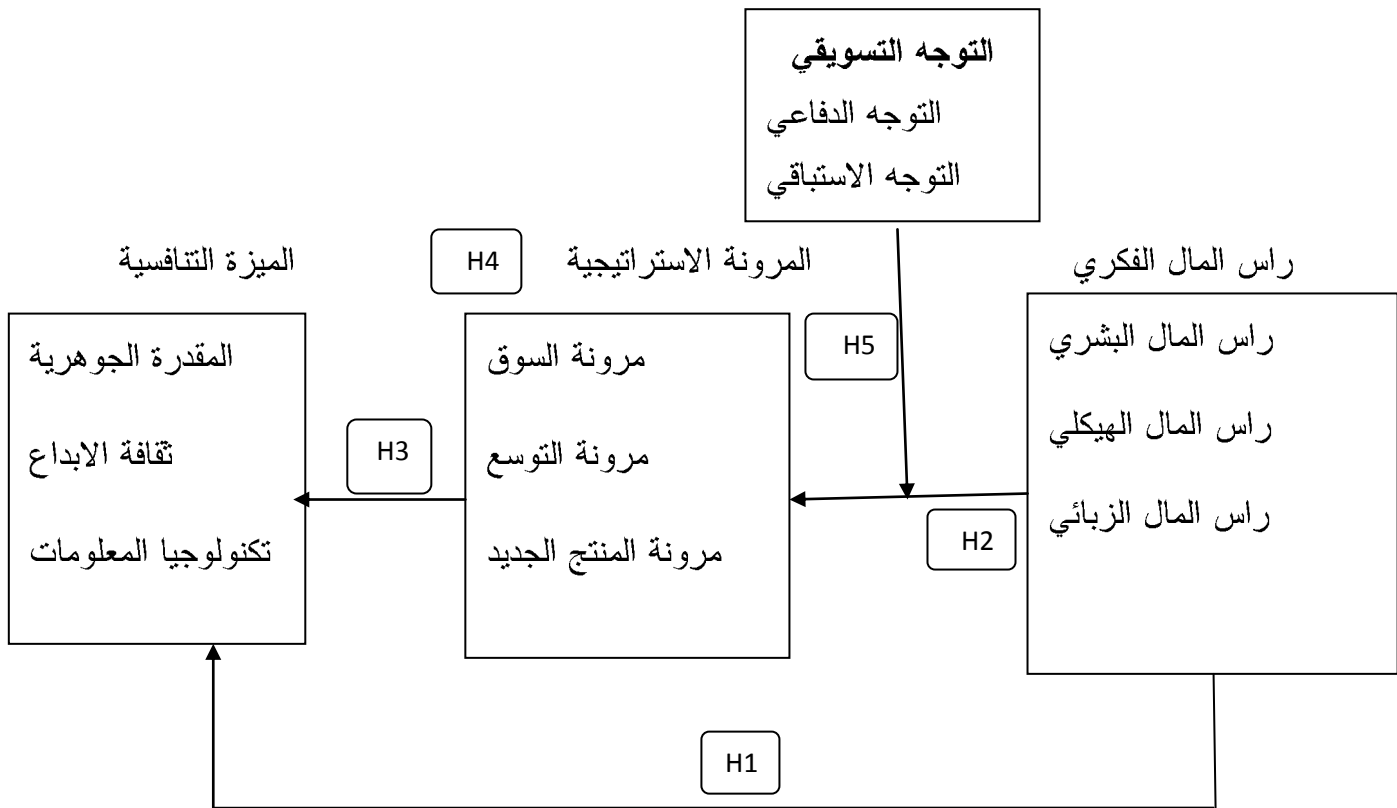 التوجه التسويقي
التوجه الدفاعي
التوجه الاستباقي
راس المال الفكري
المرونة الاستراتيجية
H4
الميزة التنافسية
راس المال البشري
راس المال الهيكلي
راس المال الزبائي
H5
H2
مرونة السوق
مرونة التوسع
مرونة المنتج الجديد
H3
المقدرة الجوهرية
ثقافة الابداع
تكنولوجيا المعلومات
H1